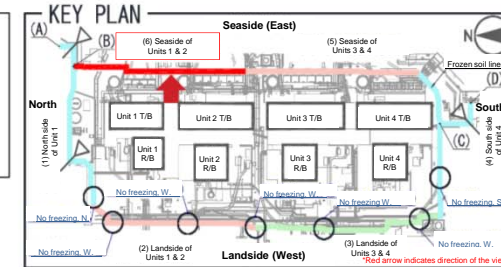 KEY PLAN
Seaside (East)
N
(A)
(B)
(6) Seaside of
Units 1 & 2
(5) Seaside of
Units 3 & 4
Frozen soil line
(D)
North
South
(1) North side
of Unit 1
Unit 1 T/B
Unit 2 T/B
Unit 3 T/B
Unit 4 T/B
(C)
(4) South side
of Unit 4
Unit 1
R/B
Unit 2
R/B
Unit 3
R/B
Unit 4
R/B
No freezing, W.
No freezing, W.
No freezing, S
No freezing, N.
No freezing, W.
No freezing, W.
No freezing, W.
(2) Landside of
Units 1 & 2
Landside (West)
(3) Landside of
Units 3 & 4
*Red arrow indicates direction of the vie